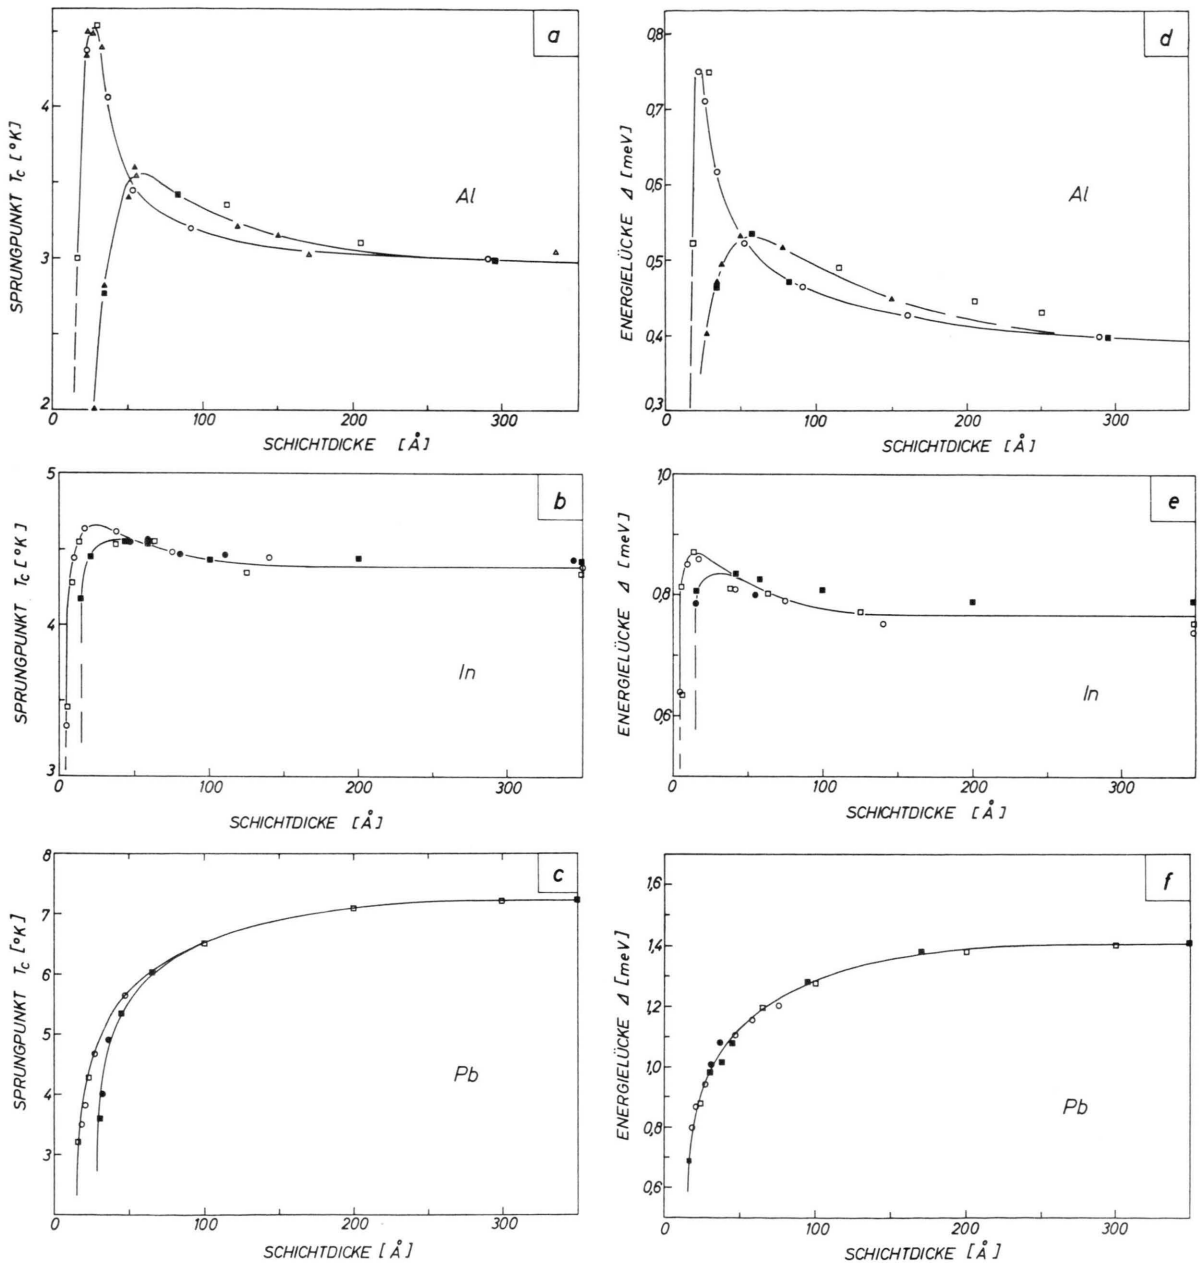 a
SPRUNGPUNKT Tc [°K]
4
3
2
Al
0 100 200 300
SCHICHTDICKE [Å]
d
ENERGIELÜCKE Δ [meV]
0,8
0,7
0,6
0,5
0,4
0,3
Al
0 100 200 300
SCHICHTDICKE [Å]
b
SPRUNGPUNKT Tc [°K]
5
4
3
In
0 100 200 300
SCHICHTDICKE [Å]
e
ENERGIELÜCKE Δ [meV]
1,0
0,8
0,6
In
0 100 200 300
SCHICHTDICKE [Å]
c
SPRUNGPUNKT Tc [°K]
8
7
6
5
4
3
Pb
0 100 200 300
SCHICHTDICKE [Å]
f
ENERGIELÜCKE Δ [meV]
1,6
1,4
1,2
1,0
0,8
0,6
Pb
0 100 200 300
SCHICHTDICKE [Å]